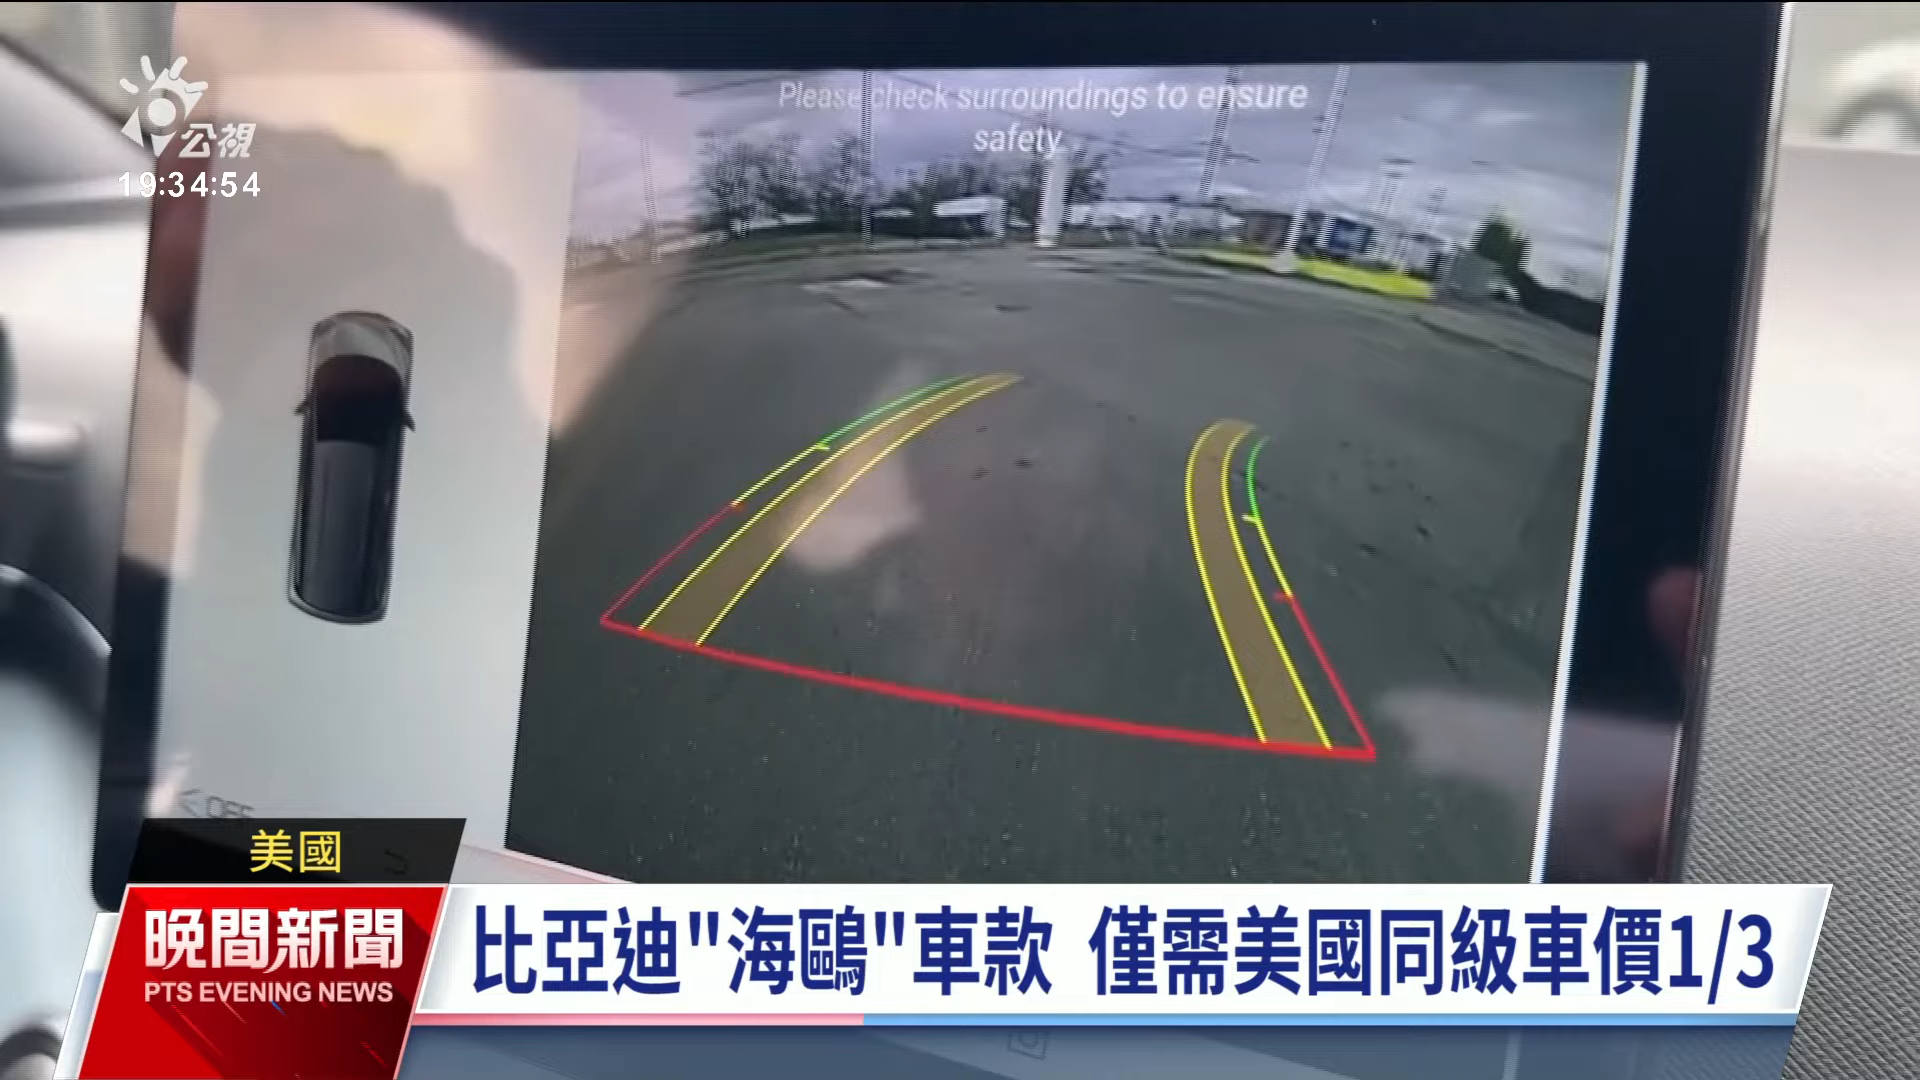 Please check surroundings to ensure
safety.
公視
19:34:54
< OFF
美國
晚間新聞
PTS EVENING NEWS
比亞迪"海鷗"車款 僅需美國同級車價1/3